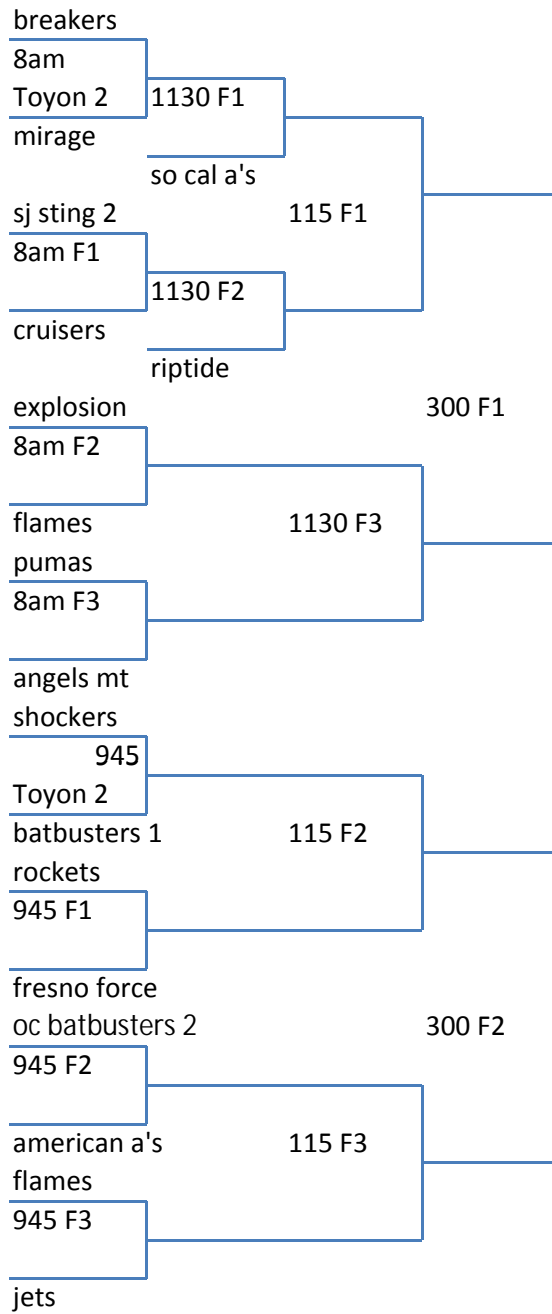 breakers
8am
Toyon 2 1130 F1
mirage
so cal a's
sj sting 2 115 F1
8am F1
1130 F2
cruisers
riptide
explosion 300 F1
8am F2
flames 1130 F3
pumas
8am F3
angels mt
shockers
945
Toyon 2
batbusters 1 115 F2
rockets
945 F1
fresno force
oc batbusters 2 300 F2
945 F2
american a's 115 F3
flames
945 F3
jets